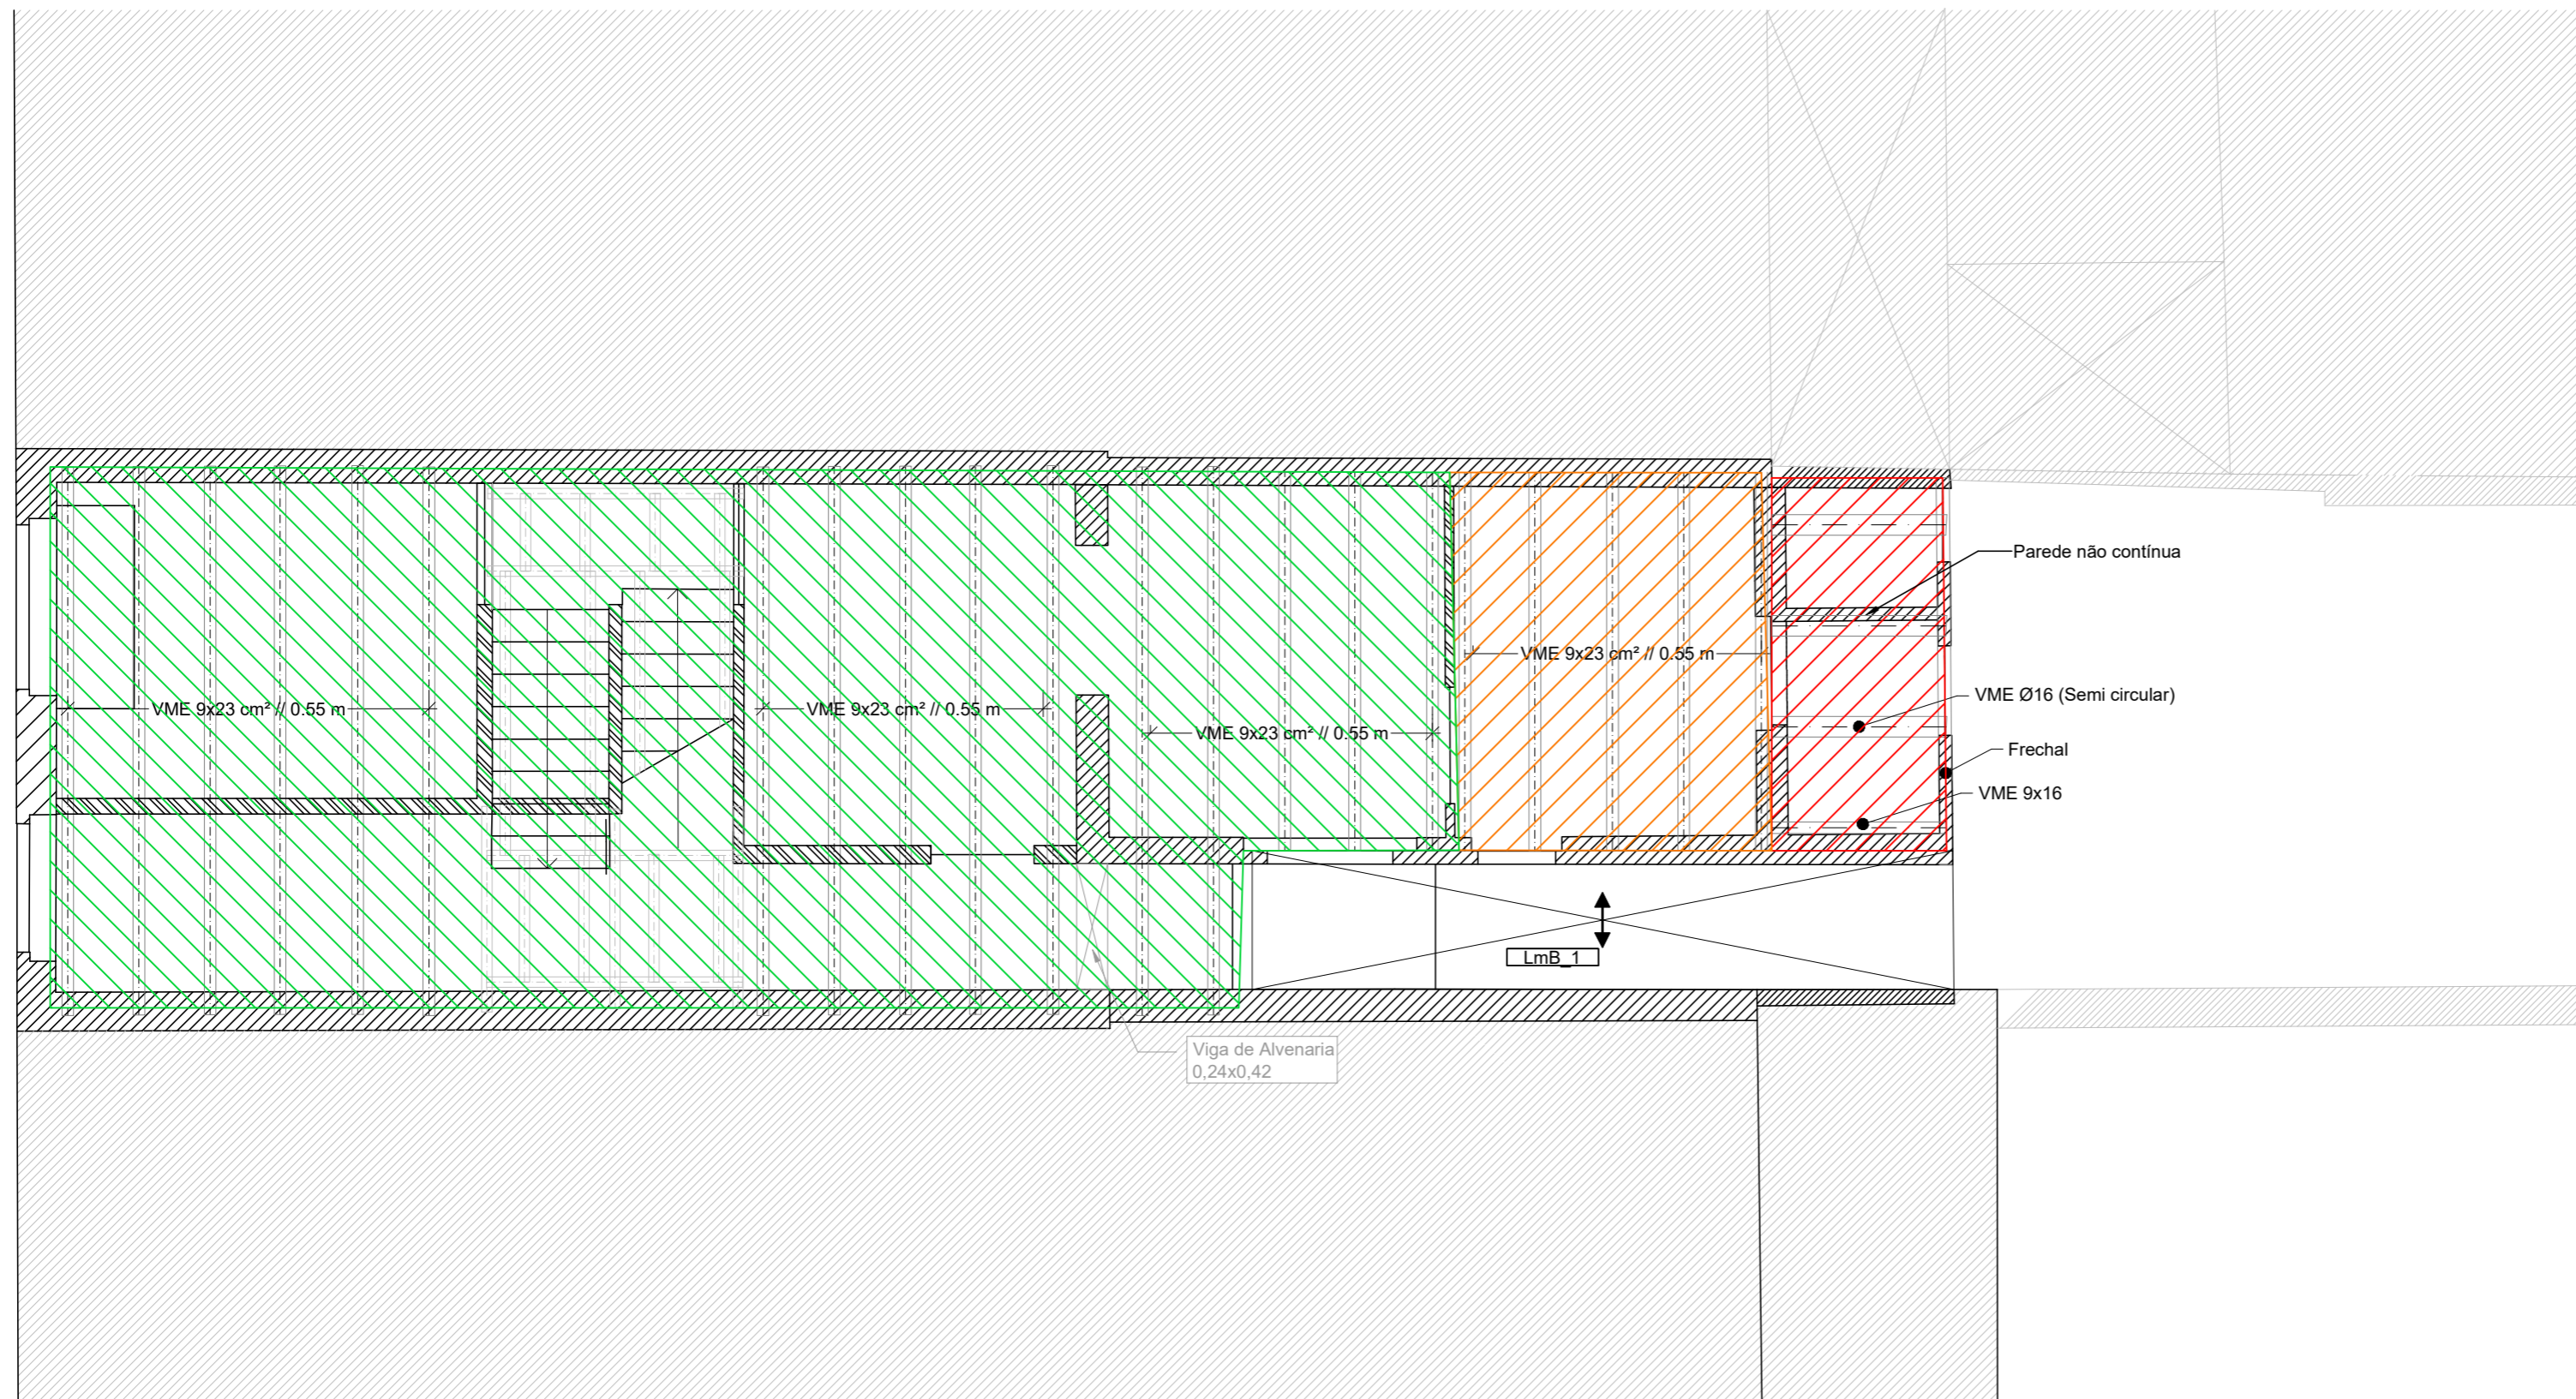 Parede não contínua
VME 9x23 cm² // 0.55 m
VME Ø16 (Semi circular)
VME 9x23 cm² // 0.55 m
VME 9x23 cm² // 0.55 m
VME 9x23 cm² // 0.55 m
Frechal
VME 9x16
LmB_1
Viga de Alvenaria
0,24x0,42